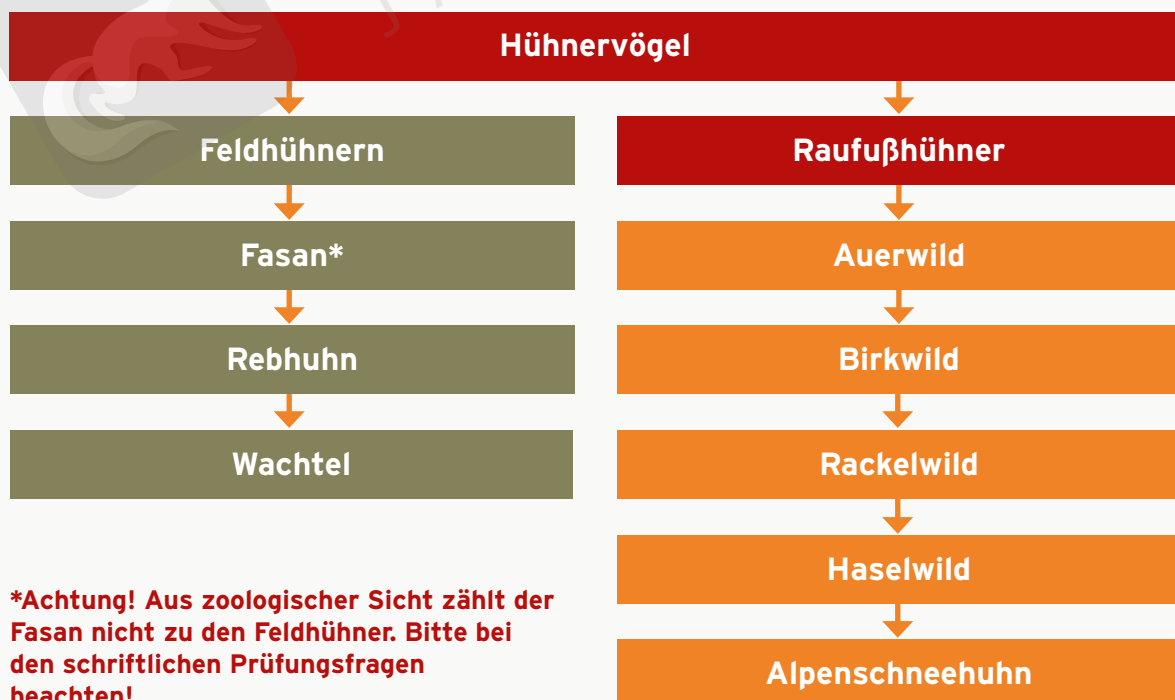 Hühnervögel
Feldhühnern
Fasan*
Rebhuhn
Wachtel
*Achtung! Aus zoologischer Sicht zählt der
Fasan nicht zu den Feldhühner. Bitte bei
den schriftlichen Prüfungsfragen
beachten!
Raufußhühner
Auerwild
Birkwild
Rackelwild
Haselwild
Alpenschneehuhn